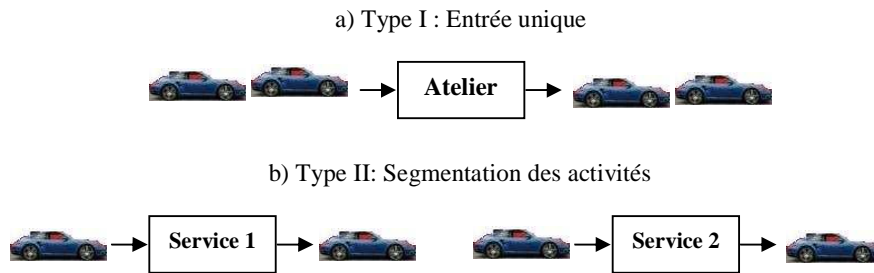 a) Type I : Entrée unique
Atelier
b) Type II: Segmentation des activités
Service 1
Service 2